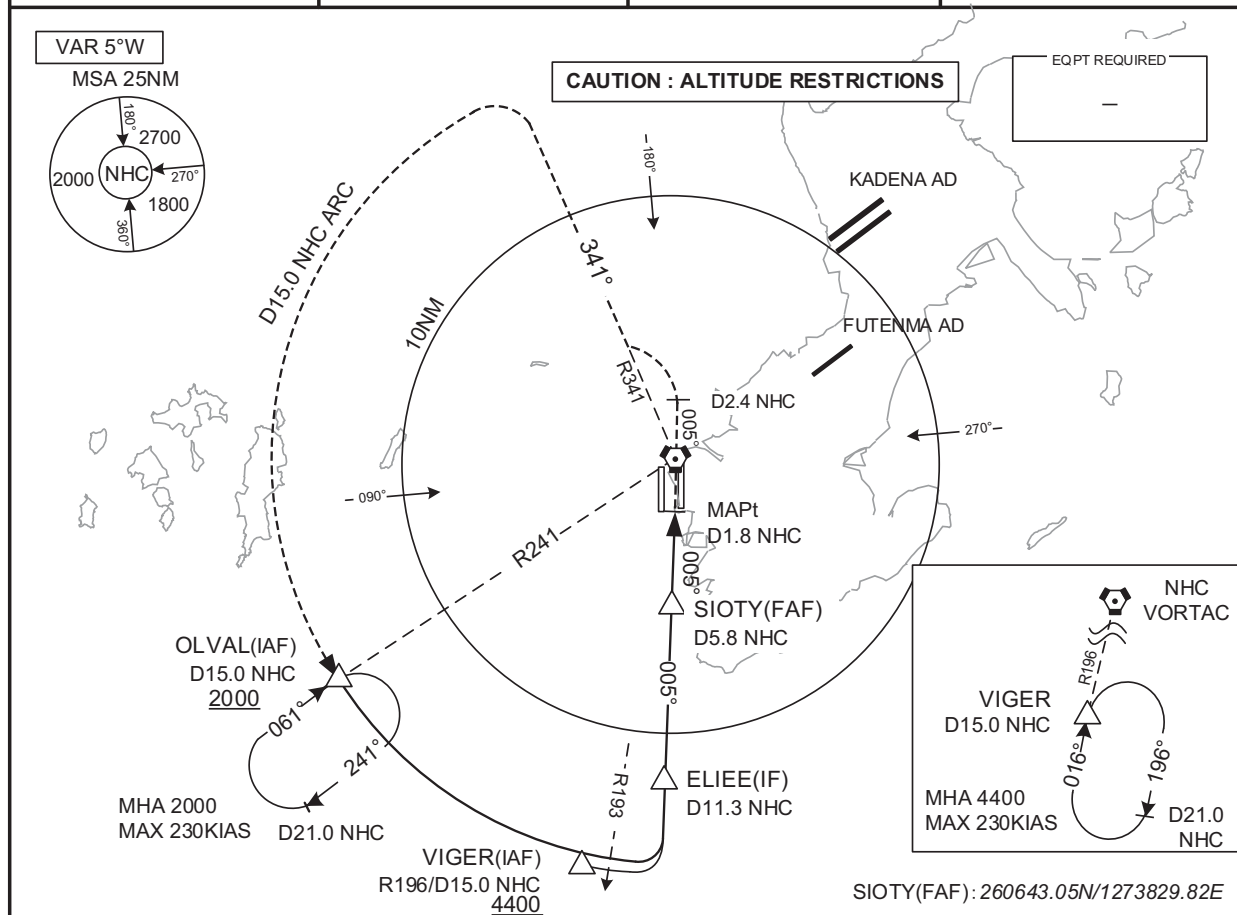 VAR 5°W
MSA 25NM
180°
2700
2000
NHC
270°
1800
360°
CAUTION : ALTITUDE RESTRICTIONS
EQPT REQUIRED
–
180°
KADENA AD
D15.0 NHC ARC
341°
10NM
FUTENMA AD
R341
D2.4 NHC
005°
270°
090°
MAPt
D1.8 NHC
R241
005°
SIOTY(FAF)
D5.8 NHC
OLVAL(IAF)
D15.0 NHC
2000
005°
061°
241°
MHA 2000
MAX 230KIAS
D21.0 NHC
R193
ELIEE(IF)
D11.3 NHC
VIGER(IAF)
R196/D15.0 NHC
4400
NHC
VORTAC
R196
VIGER
D15.0 NHC
016°
196°
MHA 4400
MAX 230KIAS
D21.0
NHC
SIOTY(FAF): 260643.05N/1273829.82E